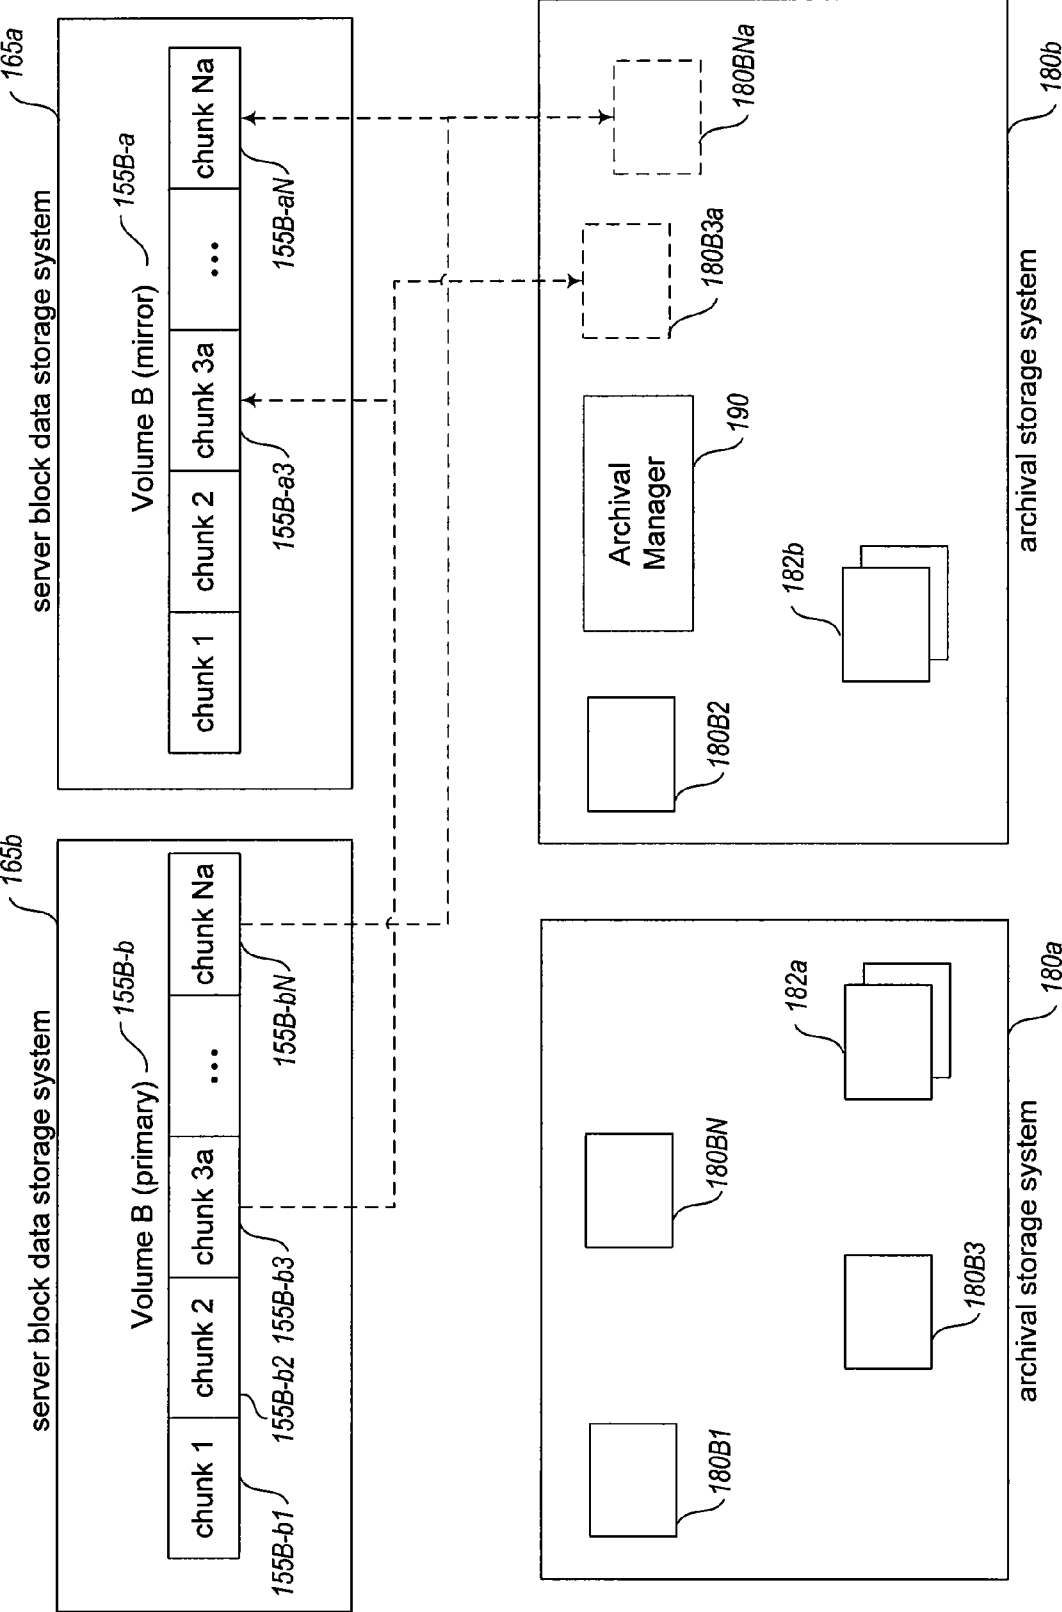 server block data storage system
165b
Volume B (primary)
155B-b
chunk 1
chunk 2
chunk 3a
...
chunk Na
155B-b1
155B-b2
155B-b3
155B-bN
server block data storage system
165a
Volume B (mirror)
155B-a
chunk 1
chunk 2
chunk 3a
...
chunk Na
155B-a3
155B-aN
180B1
180BN
180B3
182a
180a
archival storage system
180B2
Archival
Manager
190
180B3a
180BNa
182b
180b
archival storage system